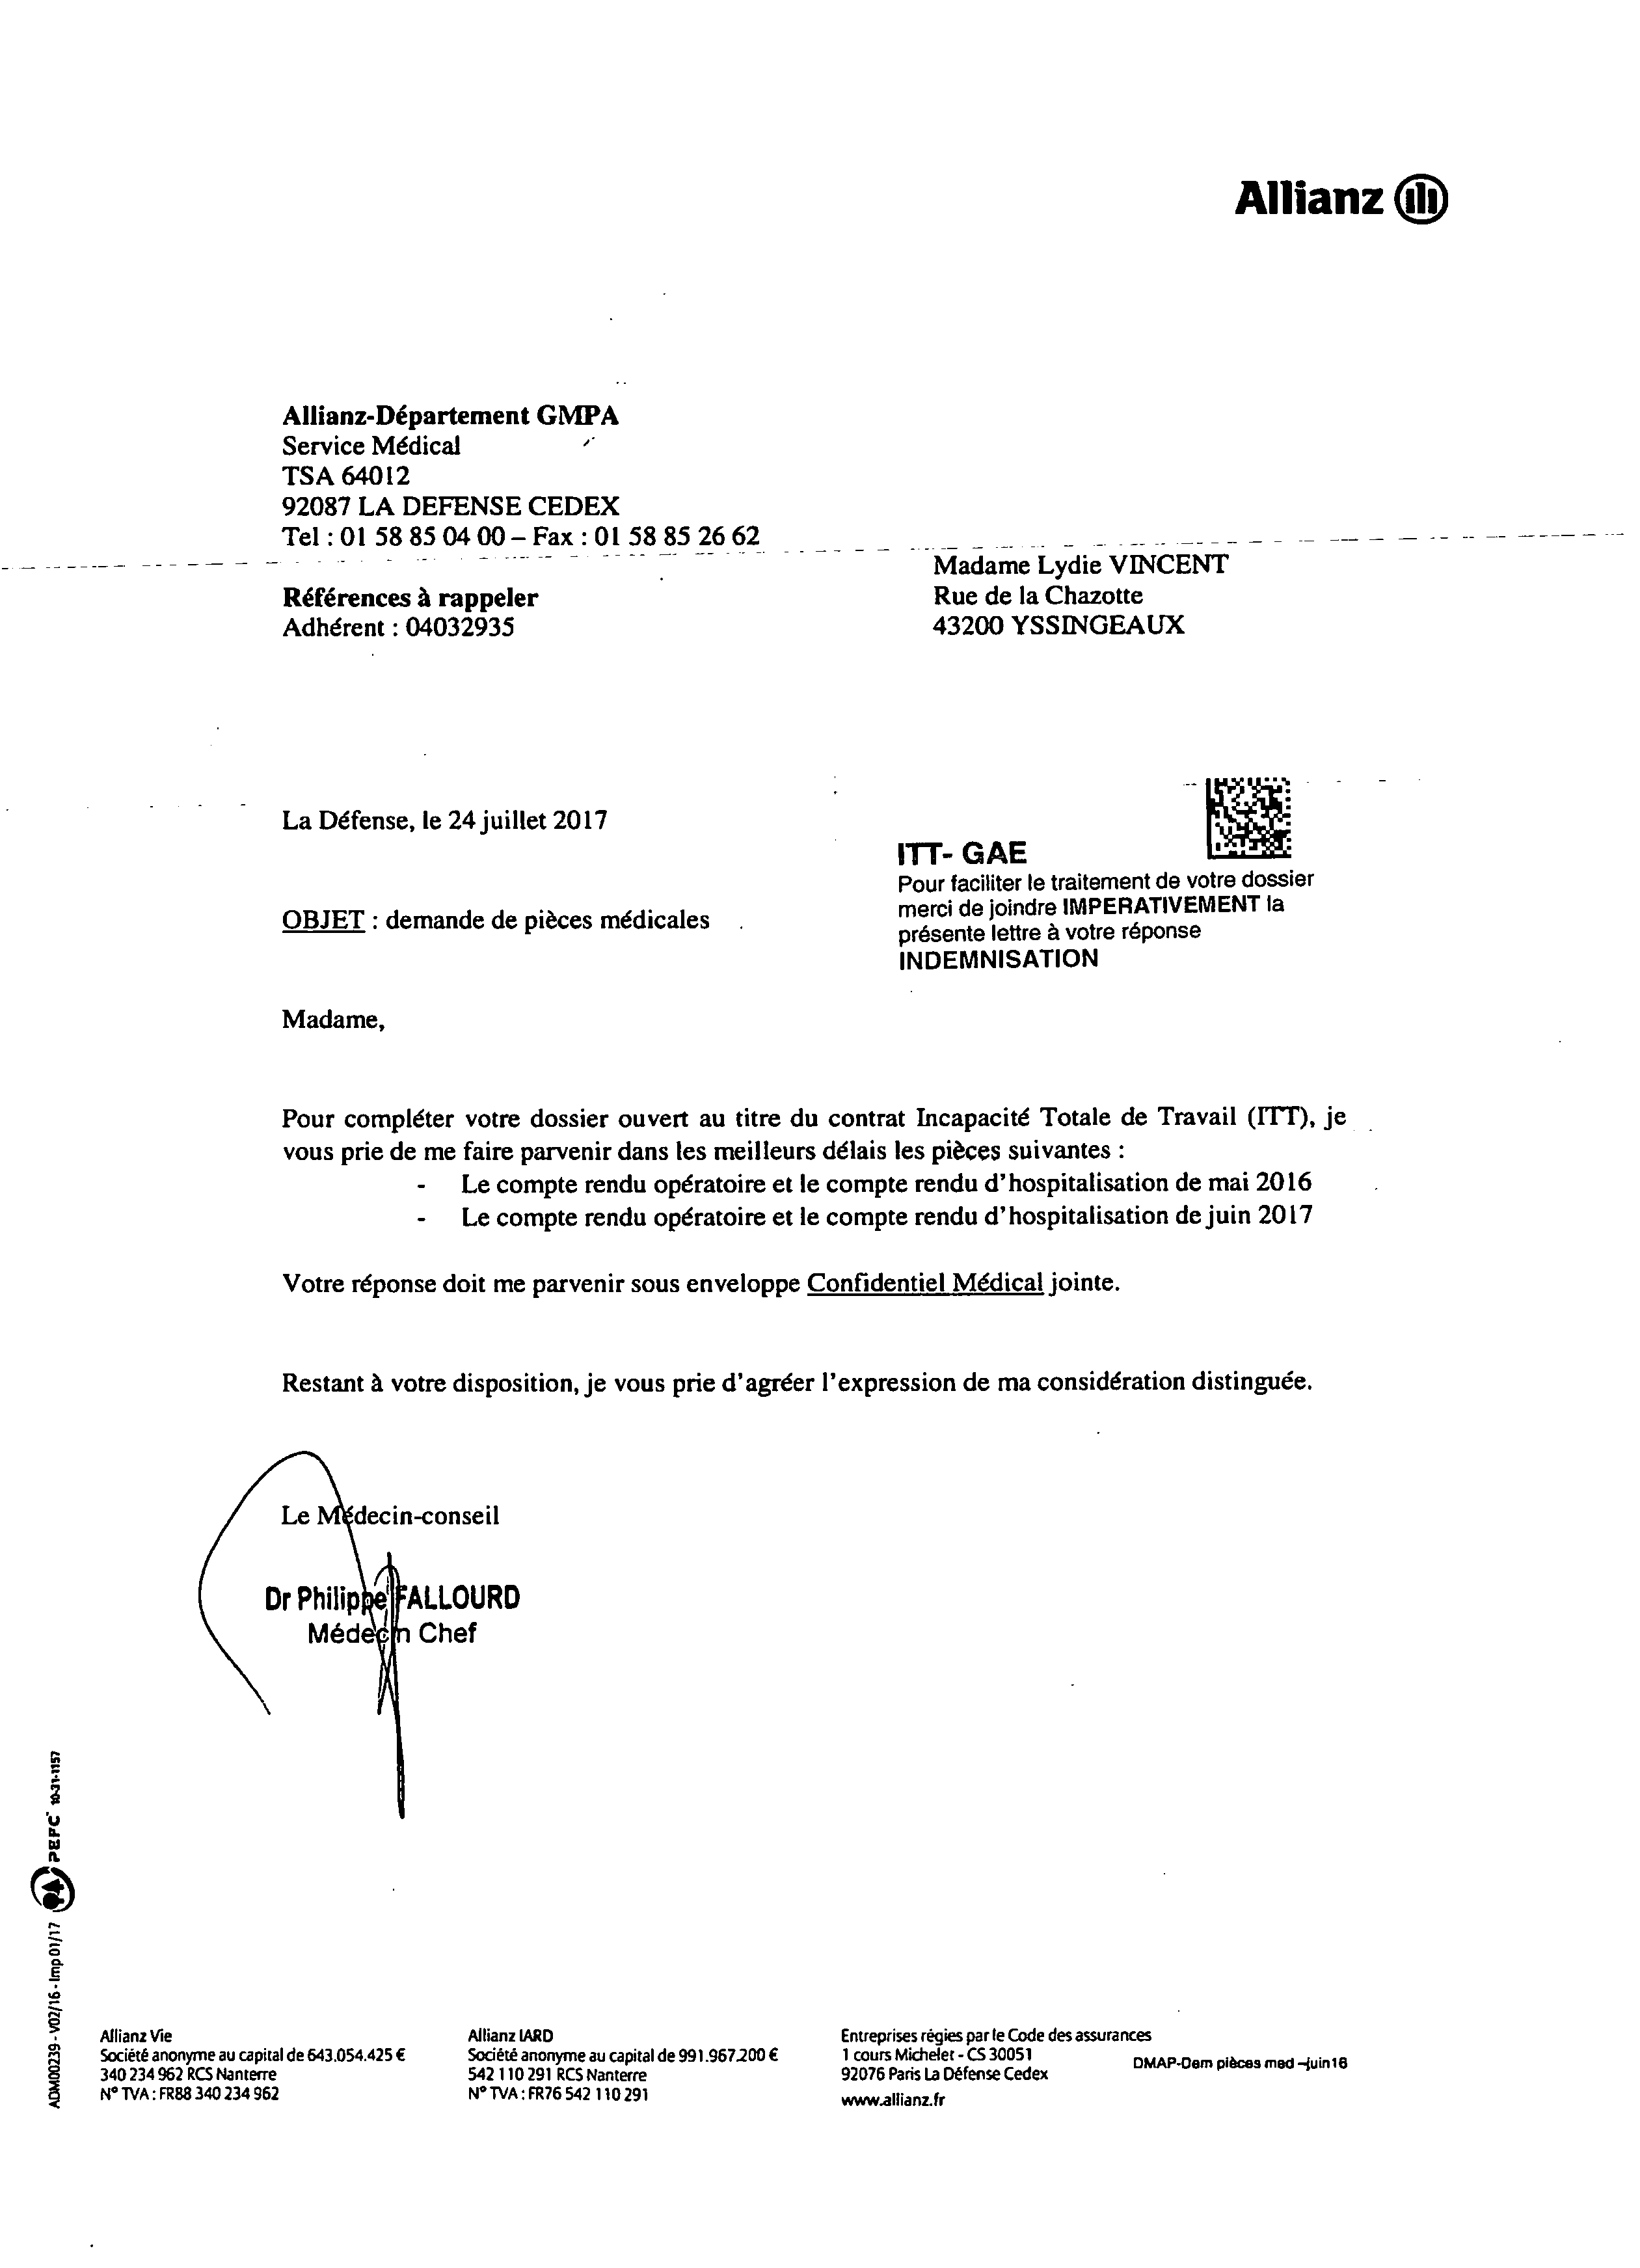 Allianz
Allianz-Département GMPA
Service Médical
TSA 64012
92087 LA DEFENSE CEDEX
Tel : 01 58 85 04 00 – Fax : 01 58 85 26 62
Madame Lydie VINCENT
Rue de la Chazotte
43200 YSSINGEAUX
Références à rappeler
Adhérent : 04032935
La Défense, le 24 juillet 2017
ITT- GAE
Pour faciliter le traitement de votre dossier
merci de joindre IMPERATIVEMENT la
présente lettre à votre réponse
INDEMNISATION
OBJET : demande de pièces médicales
Madame,
Pour compléter votre dossier ouvert au titre du contrat Incapacité Totale de Travail (ITT), je
vous prie de me faire parvenir dans les meilleurs délais les pièces suivantes :
- Le compte rendu opératoire et le compte rendu d'hospitalisation de mai 2016
- Le compte rendu opératoire et le compte rendu d'hospitalisation de juin 2017
Votre réponse doit me parvenir sous enveloppe Confidentiel Médical jointe.
Restant à votre disposition, je vous prie d'agréer l'expression de ma considération distinguée.
Le Médecin-conseil
Dr Philippe FALLOURD
Médecin Chef
ADM00239 - V02/16 - Imp 01/17 PEFC 10-31-1157
Allianz Vie
Société anonyme au capital de 643.054.425 €
340 234 962 RCS Nanterre
N° TVA : FR88 340 234 962
Allianz IARD
Société anonyme au capital de 991.967.200 €
542 110 291 RCS Nanterre
N° TVA : FR76 542 110 291
Entreprises régies par le Code des assurances
1 cours Michelet - CS 30051
92076 Paris La Défense Cedex
www.allianz.fr
DMAP-Dem pièces med –juin16